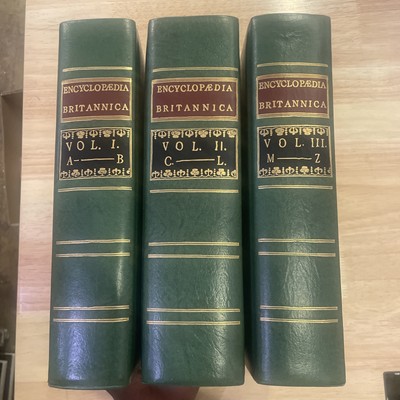 ENCYCLOPÆDIA
BRITANNICA
VOL. I.
A—B
ENCYCLOPÆDIA
BRITANNICA
VOL. II.
C.—L.
ENCYCLOPÆDIA
BRITANNICA
VOL. III.
M—Z